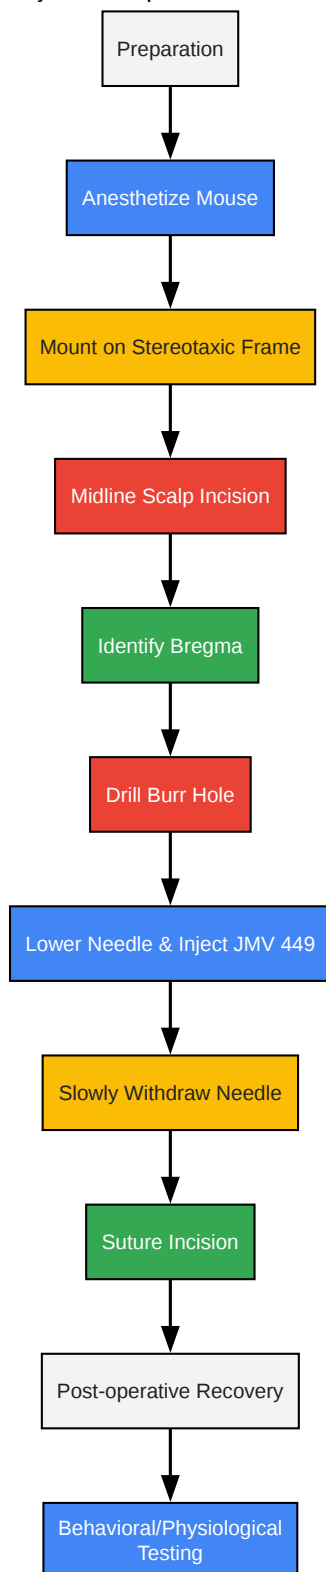 Preparation
Anesthetize Mouse
Mount on Stereotaxic Frame
Midline Scalp Incision
Identify Bregma
Drill Burr Hole
Lower Needle & Inject JMV 449
Slowly Withdraw Needle
Suture Incision
Post-operative Recovery
Behavioral/Physiological
Testing